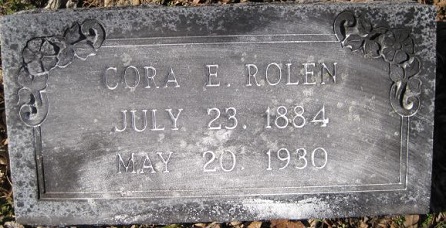 CORA E. ROLEN
JULY 23, 1884
MAY 20, 1930